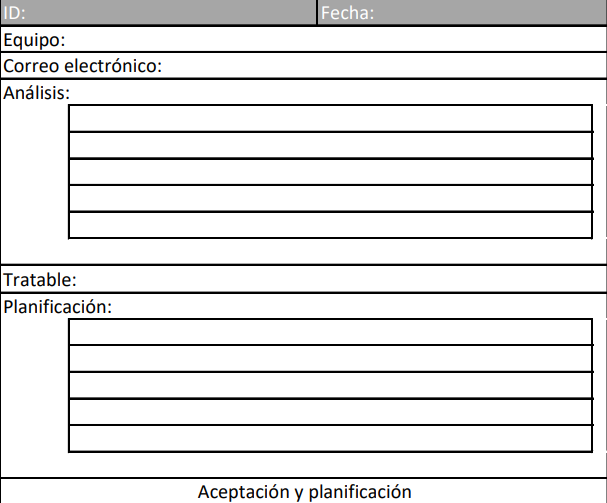 ID: Fecha:
Equipo:
Correo electrónico:
Análisis:
Tratable:
Planificación:
Aceptación y planificación